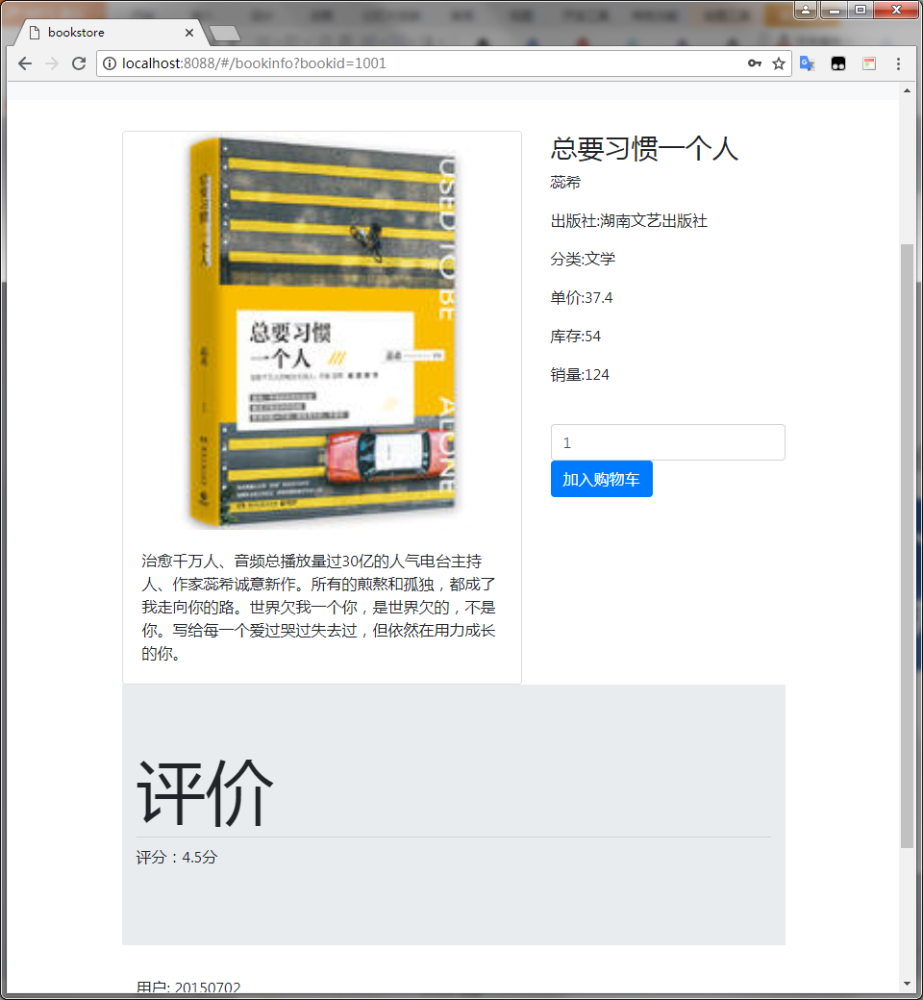 bookstore
localhost:8088/#/bookinfo?bookid=1001
总要习惯一个人
蕊希
出版社:湖南文艺出版社
分类:文学
单价:37.4
库存:54
销量:124
1
加入购物车
总要习惯一个人
USED TO BE
ALONE
总要习惯
一个人
治愈千万人、音频总播放量过30亿的人气电台主持
人、作家蕊希诚意新作。所有的煎熬和孤独，都成了
我走向你的路。世界欠我一个你，是世界欠的，不是
你。写给每一个爱过哭过失去过，但依然在用力成长
的你。
评价
评分：4.5分
用户: 20150702